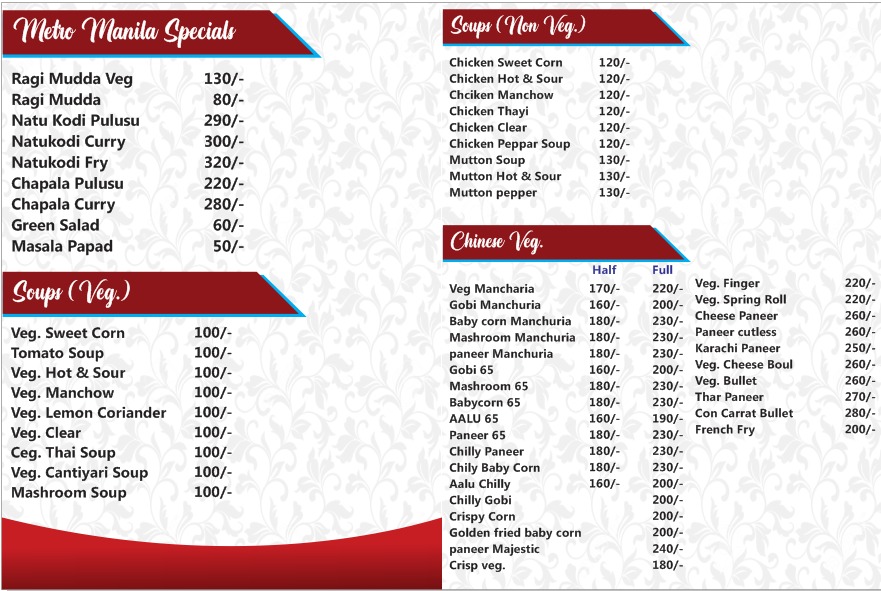 Metro Manila Specials
Ragi Mudda Veg 130/-
Ragi Mudda 80/-
Natu Kodi Pulusu 290/-
Natukodi Curry 300/-
Natukodi Fry 320/-
Chapala Pulusu 220/-
Chapala Curry 280/-
Green Salad 60/-
Masala Papad 50/-
Soups (Veg.)
Veg. Sweet Corn 100/-
Tomato Soup 100/-
Veg. Hot & Sour 100/-
Veg. Manchow 100/-
Veg. Lemon Coriander 100/-
Veg. Clear 100/-
Ceg. Thai Soup 100/-
Veg. Cantiyari Soup 100/-
Mashroom Soup 100/-
Soups (Non Veg.)
Chicken Sweet Corn 120/-
Chicken Hot & Sour 120/-
Chciken Manchow 120/-
Chicken Thayi 120/-
Chicken Clear 120/-
Chicken Peppar Soup 120/-
Mutton Soup 130/-
Mutton Hot & Sour 130/-
Mutton pepper 130/-
Chinese Veg.
Half Full
Veg Mancharia 170/- 220/-
Gobi Manchuria 160/- 200/-
Baby corn Manchuria 180/- 230/-
Mashroom Manchuria 180/- 230/-
paneer Manchuria 180/- 230/-
Gobi 65 160/- 200/-
Mashroom 65 180/- 230/-
Babycorn 65 180/- 230/-
AALU 65 160/- 190/-
Paneer 65 180/- 230/-
Chilly Paneer 180/- 230/-
Chily Baby Corn 180/- 230/-
Aalu Chilly 160/- 200/-
Chilly Gobi 200/-
Crispy Corn 200/-
Golden fried baby corn 200/-
paneer Majestic 240/-
Crisp veg. 180/-
Veg. Finger 220/-
Veg. Spring Roll 220/-
Cheese Paneer 260/-
Paneer cutless 260/-
Karachi Paneer 250/-
Veg. Cheese Boul 260/-
Veg. Bullet 260/-
Thar Paneer 270/-
Con Carrat Bullet 280/-
French Fry 200/-